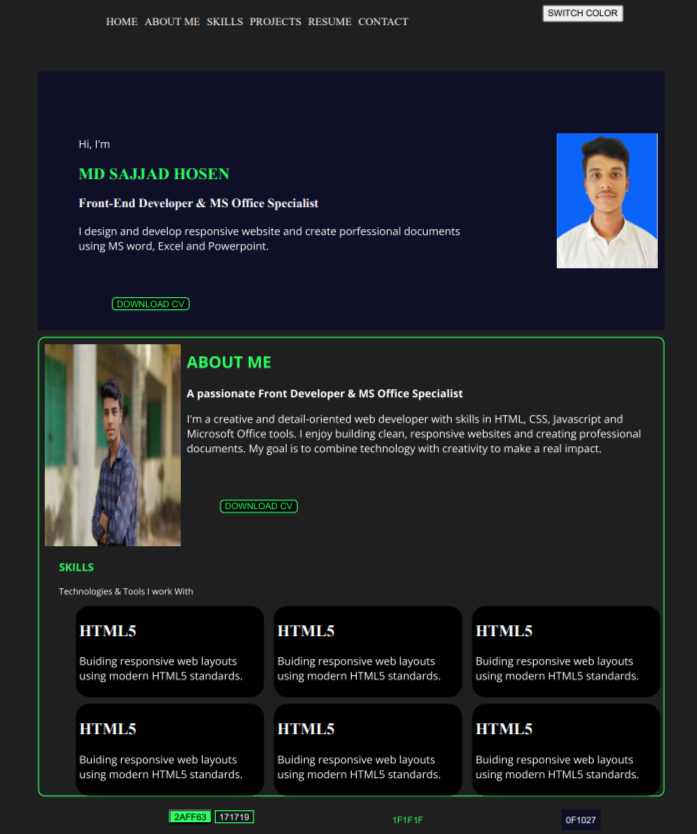 HOME ABOUT ME SKILLS PROJECTS RESUME CONTACT
SWITCH COLOR
Hi, I'm
MD SAJJAD HOSEN
Front-End Developer & MS Office Specialist
I design and develop responsive website and create porfessional documents
using MS word, Excel and Powerpoint.
DOWNLOAD CV
ABOUT ME
A passionate Front Developer & MS Office Specialist
I'm a creative and detail-oriented web developer with skills in HTML, CSS, Javascript and
Microsoft Office tools. I enjoy building clean, responsive websites and creating professional
documents. My goal is to combine technology with creativity to make a real impact.
DOWNLOAD CV
SKILLS
Technologies & Tools I work With
HTML5
Buiding responsive web layouts
using modern HTML5 standards.
HTML5
Buiding responsive web layouts
using modern HTML5 standards.
HTML5
Buiding responsive web layouts
using modern HTML5 standards.
HTML5
Buiding responsive web layouts
using modern HTML5 standards.
HTML5
Buiding responsive web layouts
using modern HTML5 standards.
HTML5
Buiding responsive web layouts
using modern HTML5 standards.
2AFF63 171719 1F1F1F 0F1027